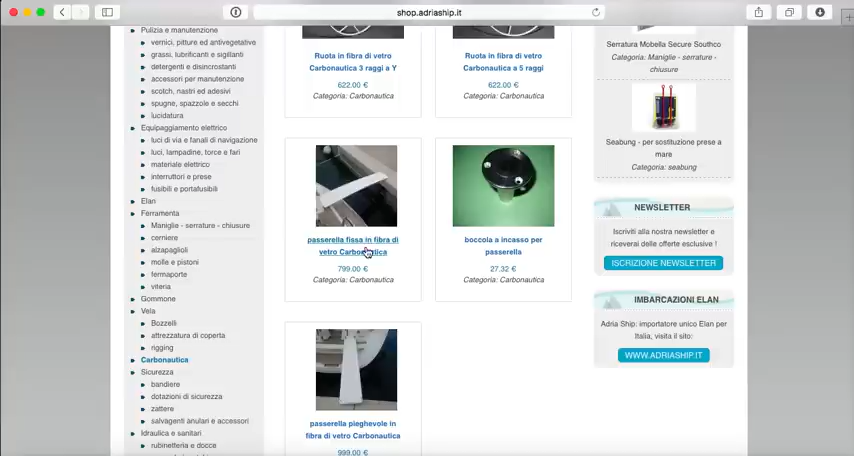 shop.adriaship.it
Pulizia e manutenzione
vernici, pitture ed antivegetative
grassi, lubrificanti e sigillanti
detergenti e disincrostanti
accessori per manutenzione
scotch, nastri ed adesivi
spugne, spazzole e secchi
lucidatura
Equipaggiamento elettrico
luci di via e fanali di navigazione
luci, lampadine, torce e fari
materiale elettrico
interruttori e prese
fusibili e portafusibili
Elan
Ferramenta
Maniglie - serrature - chiusure
cerniere
alzapaglioli
molle e pistoni
fermaporte
viteria
Gommone
Vela
Bozzelli
attrezzatura di coperta
rigging
Carbonautica
Sicurezza
bandiere
dotazioni di sicurezza
zattere
salvagenti anulari e accessori
Idraulica e sanitari
rubinetteria e docce
Ruota in fibra di vetro
Carbonautica 3 raggi a Y
622.00 €
Categoria: Carbonautica
Ruota in fibra di vetro
Carbonautica a 5 raggi
622.00 €
Categoria: Carbonautica
passerella fissa in fibra di
vetro Carbonautica
799.00 €
Categoria: Carbonautica
boccola a incasso per
passerella
27.32 €
Categoria: Carbonautica
passerella pieghevole in
fibra di vetro Carbonautica
999.00 €
Serratura Mobella Secure Southco
Categoria: Maniglie - serrature -
chiusure
Seabung - per sostituzione prese a
mare
Categoria: seabung
NEWSLETTER
Iscriviti alla nostra newsletter e
riceverai delle offerte esclusive !
ISCRIZIONE NEWSLETTER
IMBARCAZIONI ELAN
Adria Ship: importatore unico Elan per
Italia, visita il sito:
WWW.ADRIASHIP.IT